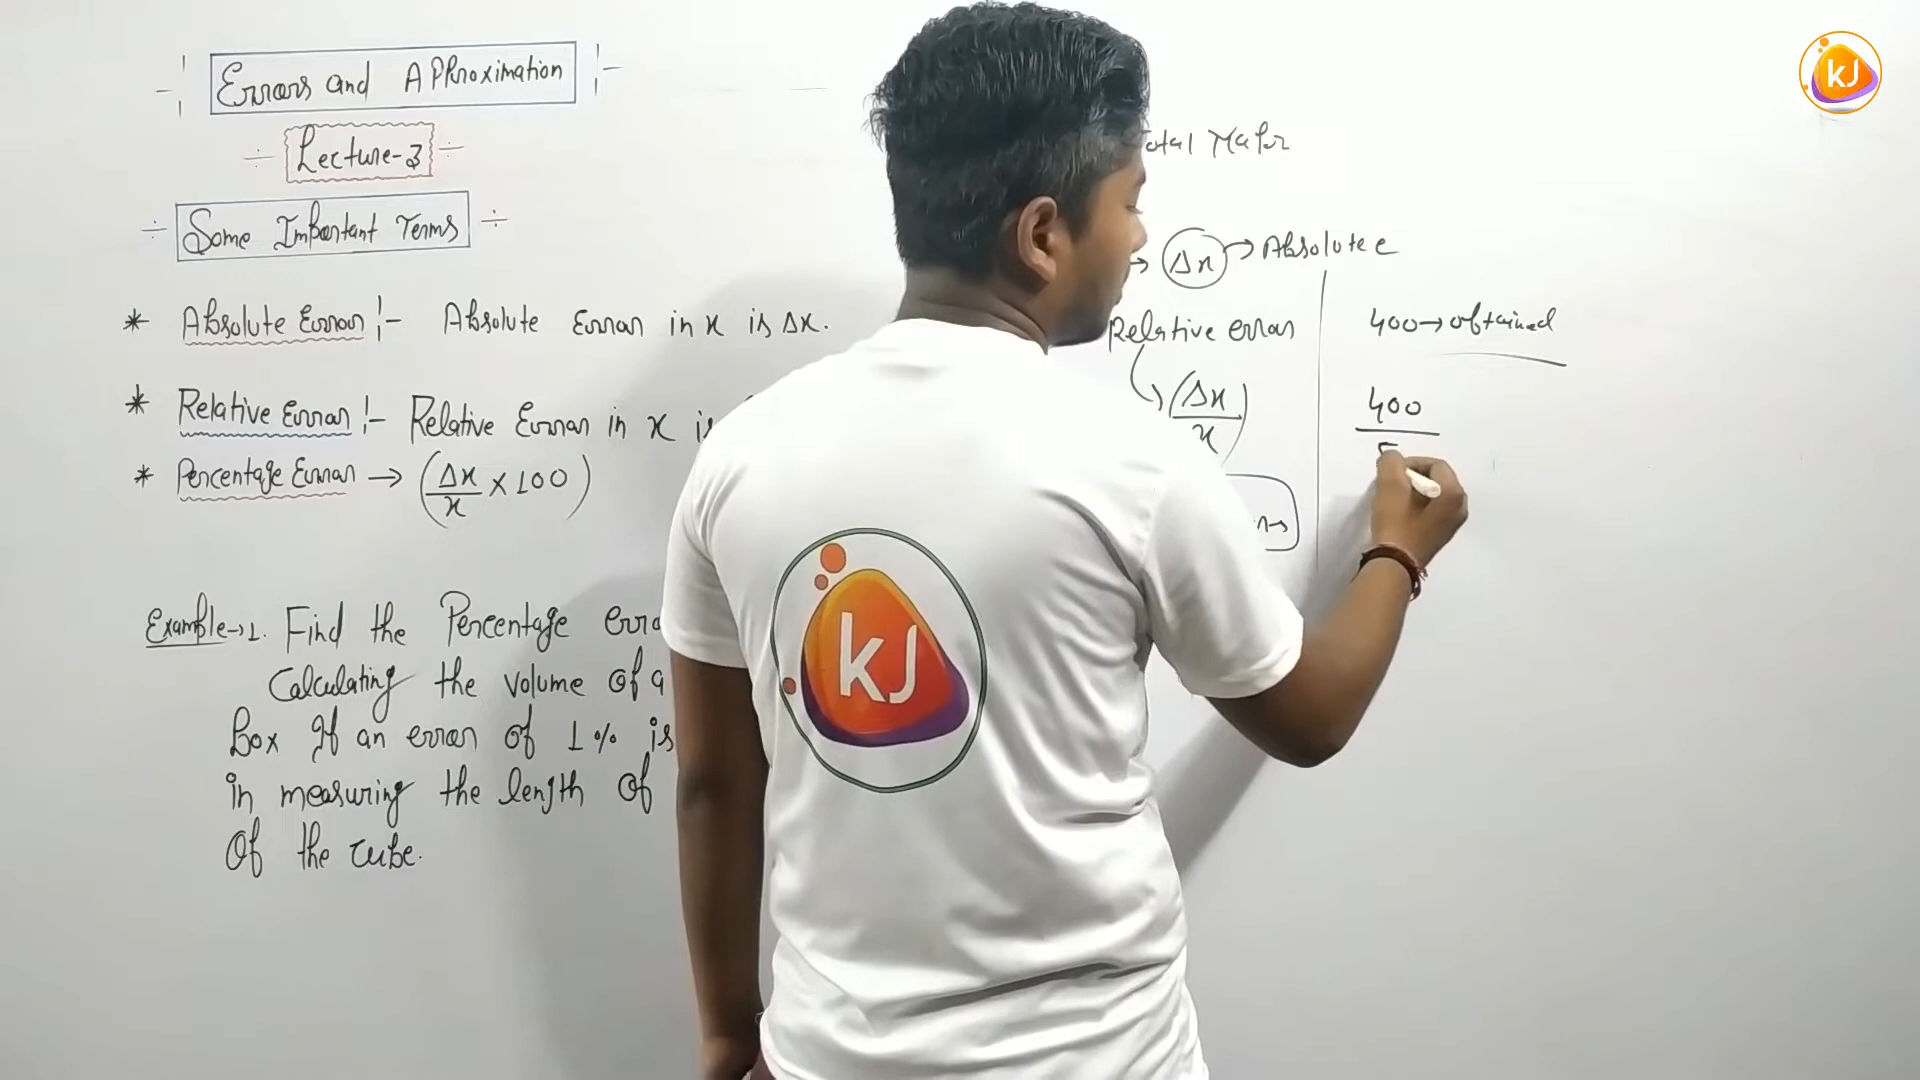 Errors and Approximation
Lecture-3
Some Important Terms
* Absolute Error :- Absolute Error in x is Δx.
* Relative Error :- Relative Error in x is
* Percentage Error → (Δx/x × 100)
Example→1. Find the Percentage erro
Calculating the volume of a
Box If an error of 1% is
in measuring the length of
Of the cube.
Total
→ Δx → Absolute e
Relative error
(Δx/x)
400→obtained
400
5
kJ
kJ